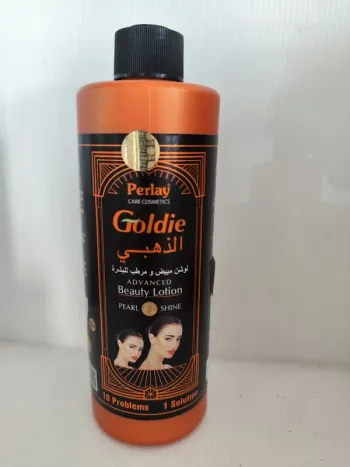 Perlay
CARE COSMETICS
Goldie
الذهبي
لوشن مبيض و مرطب للبشرة
ADVANCED
Beauty Lotion
PEARL SHINE
10 Problems 1 Solution